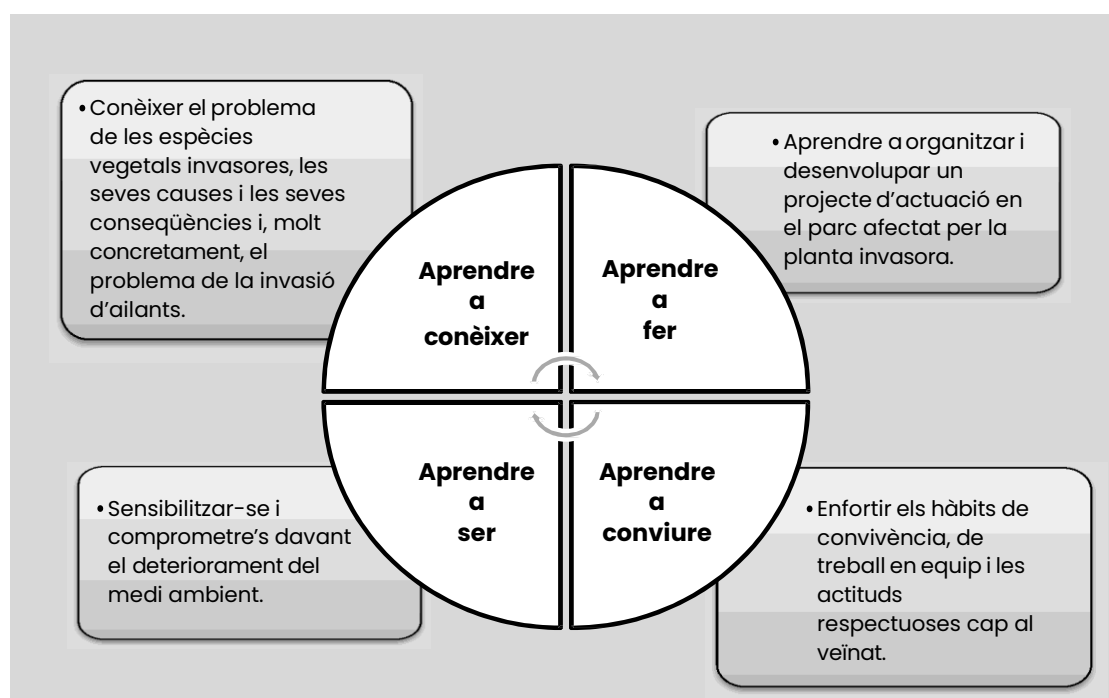 • Conèixer el problema
de les espècies
vegetals invasores, les
seves causes i les seves
conseqüències i, molt
concretament, el
problema de la invasió
d'ailants.
• Aprendre a organitzar i
desenvolupar un
projecte d'actuació en
el parc afectat per la
planta invasora.
Aprendre
a
conèixer
Aprendre
a
fer
Aprendre
a
ser
Aprendre
a
conviure
• Sensibilitzar-se i
comprometre's davant
el deteriorament del
medi ambient.
• Enfortir els hàbits de
convivència, de
treball en equip i les
actituds
respectuoses cap al
veïnat.